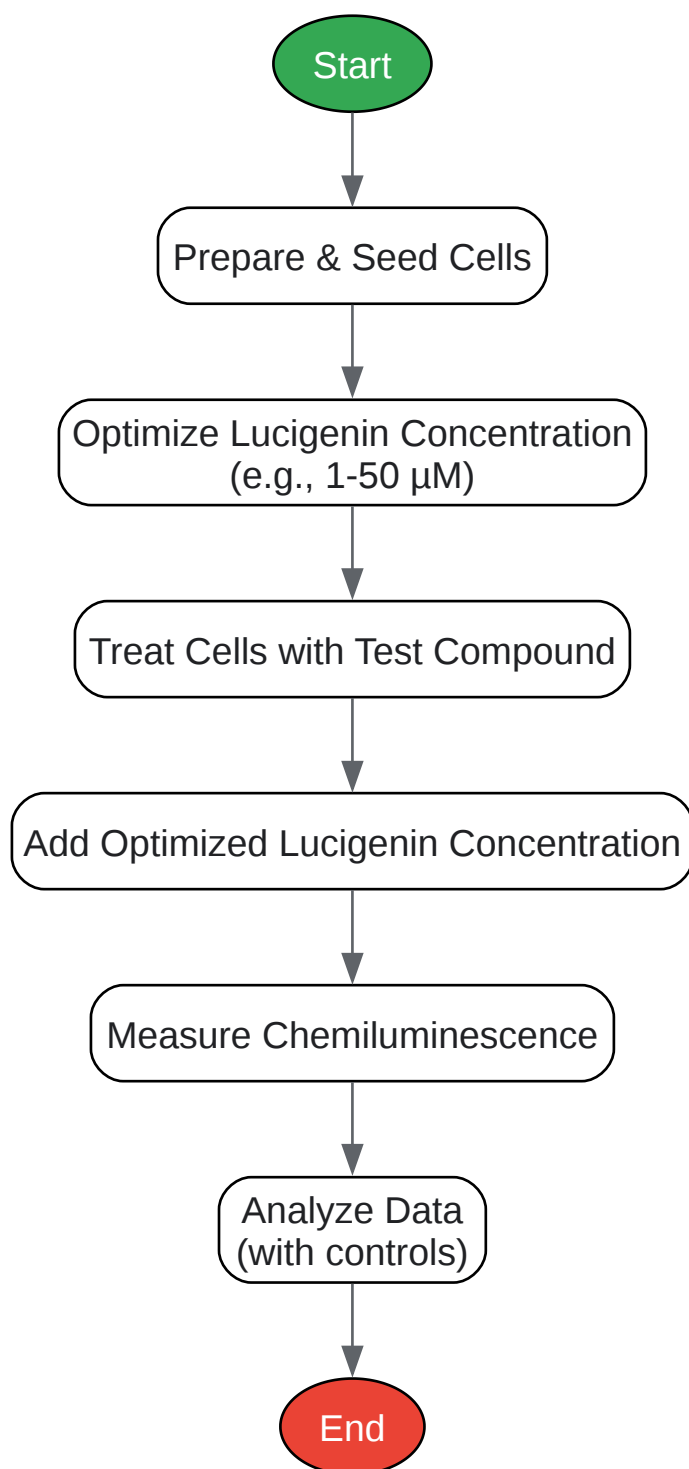 Start
Prepare & Seed Cells
Optimize Lucigenin Concentration
(e.g., 1-50 µM)
Treat Cells with Test Compound
Add Optimized Lucigenin Concentration
Measure Chemiluminescence
Analyze Data
(with controls)
End